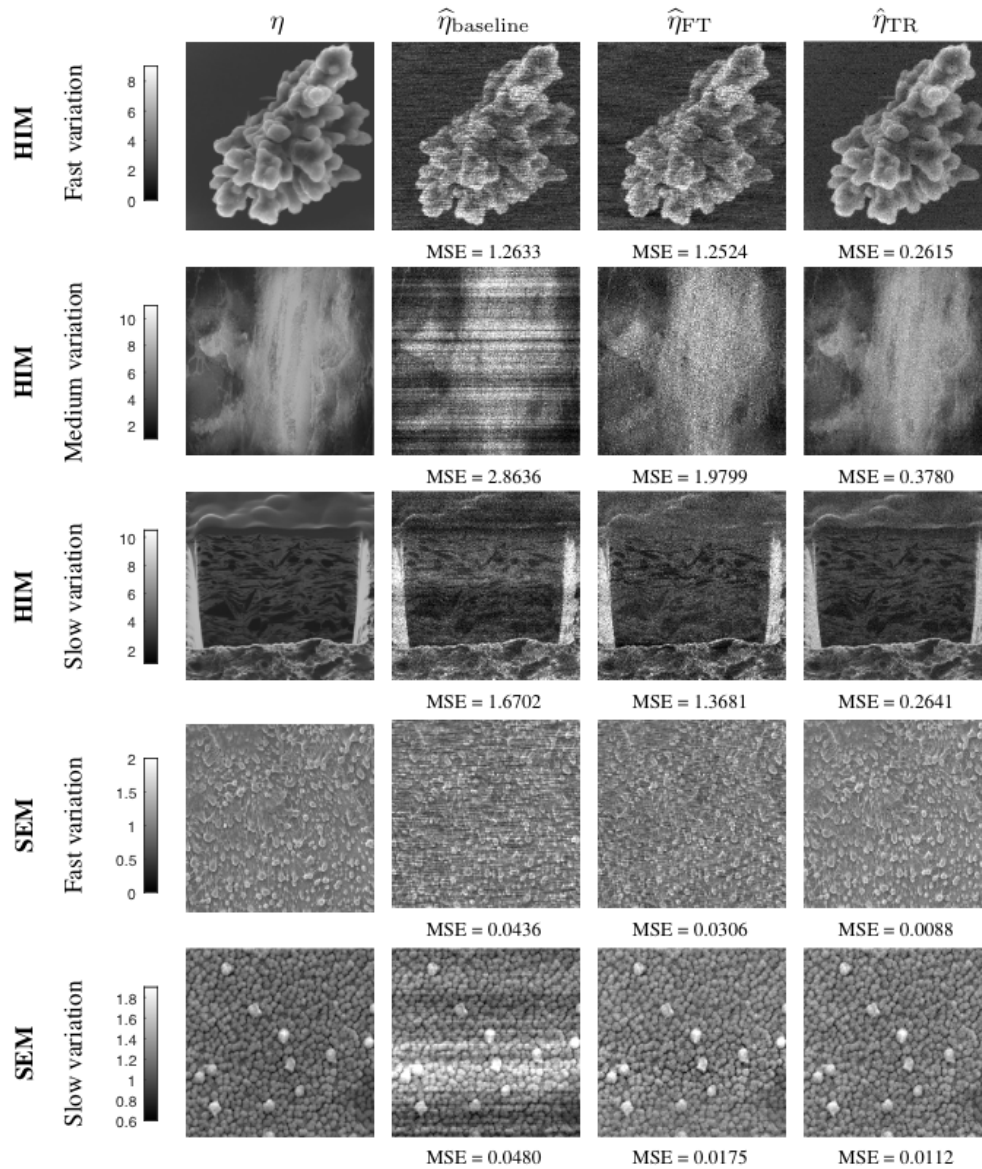 η η̂baseline η̂FT η̂TR
HIM
Fast variation
8
6
4
2
0
MSE = 1.2633 MSE = 1.2524 MSE = 0.2615
HIM
Medium variation
10
8
6
4
2
MSE = 2.8636 MSE = 1.9799 MSE = 0.3780
HIM
Slow variation
10
8
6
4
2
MSE = 1.6702 MSE = 1.3681 MSE = 0.2641
SEM
Fast variation
2
1.5
1
0.5
0
MSE = 0.0436 MSE = 0.0306 MSE = 0.0088
SEM
Slow variation
1.8
1.6
1.4
1.2
1
0.8
0.6
MSE = 0.0480 MSE = 0.0175 MSE = 0.0112